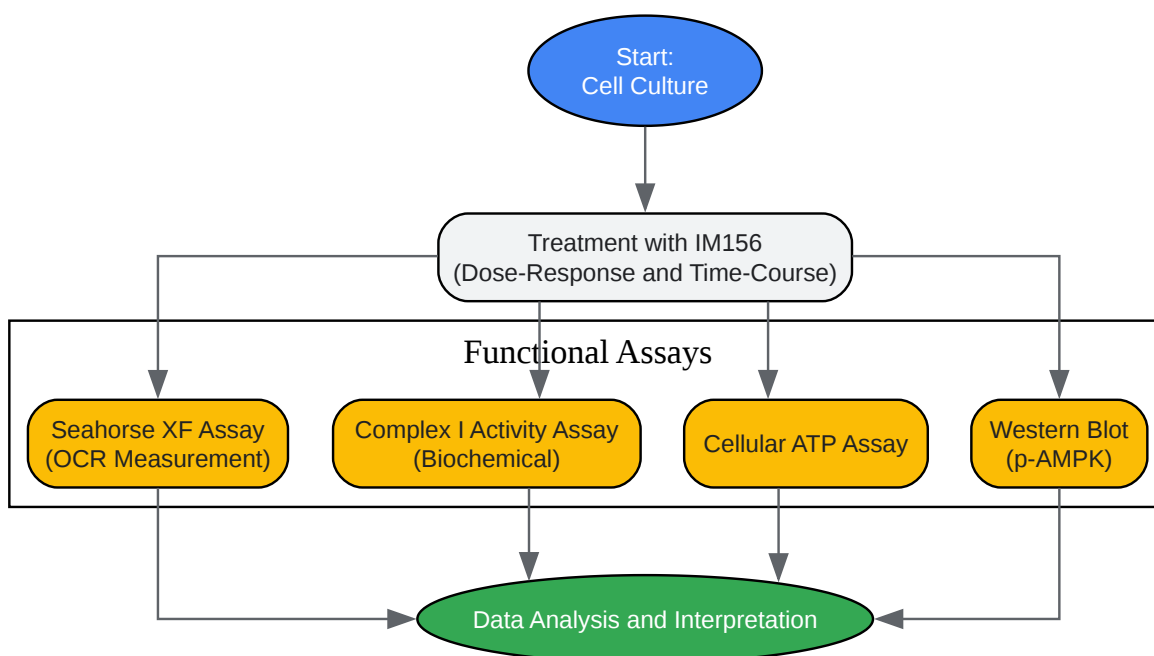 Start:
Cell Culture
Treatment with IM156
(Dose-Response and Time-Course)
Functional Assays
Seahorse XF Assay
(OCR Measurement)
Complex I Activity Assay
(Biochemical)
Cellular ATP Assay
Western Blot
(p-AMPK)
Data Analysis and Interpretation